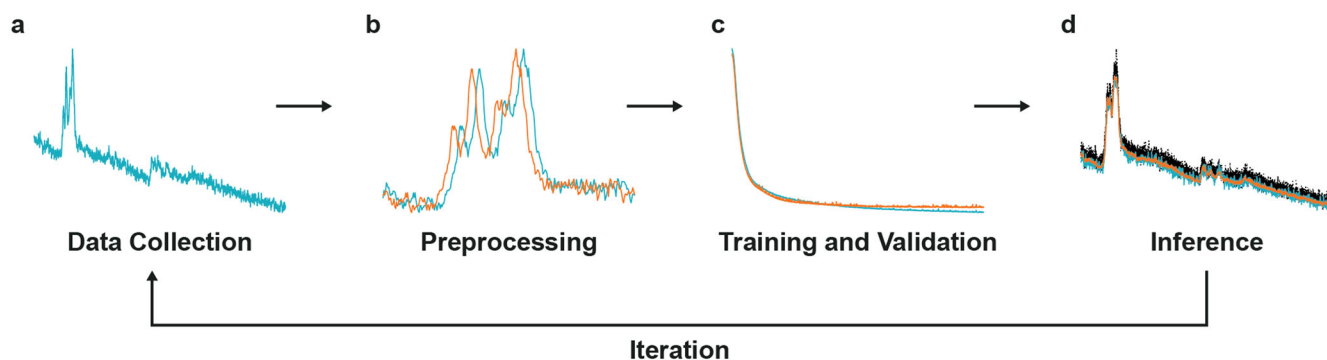 a
b
c
d
Data Collection
Preprocessing
Training and Validation
Inference
Iteration